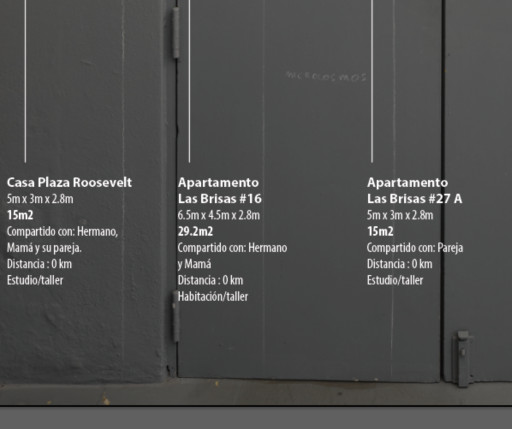 Casa Plaza Roosevelt
5m x 3m x 2.8m
15m2
Compartido con: Hermano,
Mamá y su pareja.
Distancia : 0 km
Estudio/taller
Apartamento
Las Brisas #16
6.5m x 4.5m x 2.8m
29.2m2
Compartido con: Hermano
y Mamá
Distancia : 0 km
Habitación/taller
Apartamento
Las Brisas #27 A
5m x 3m x 2.8m
15m2
Compartido con: Pareja
Distancia : 0 km
Estudio/taller